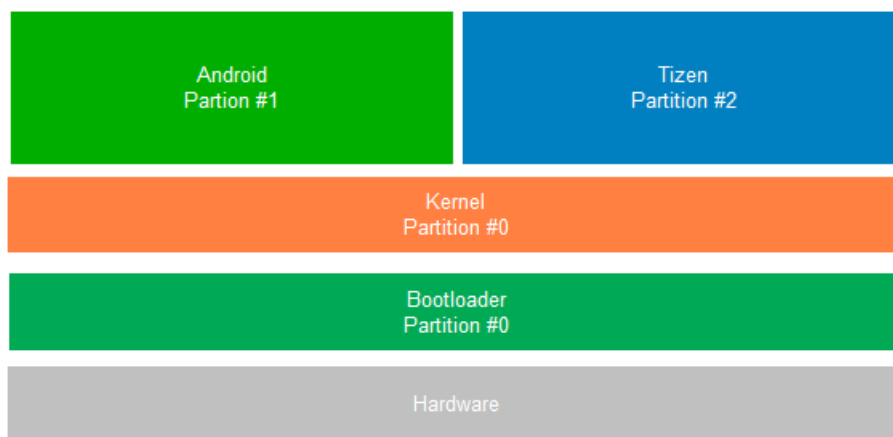 Android
Partion #1
Tizen
Partition #2
Kernel
Partition #0
Bootloader
Partition #0
Hardware